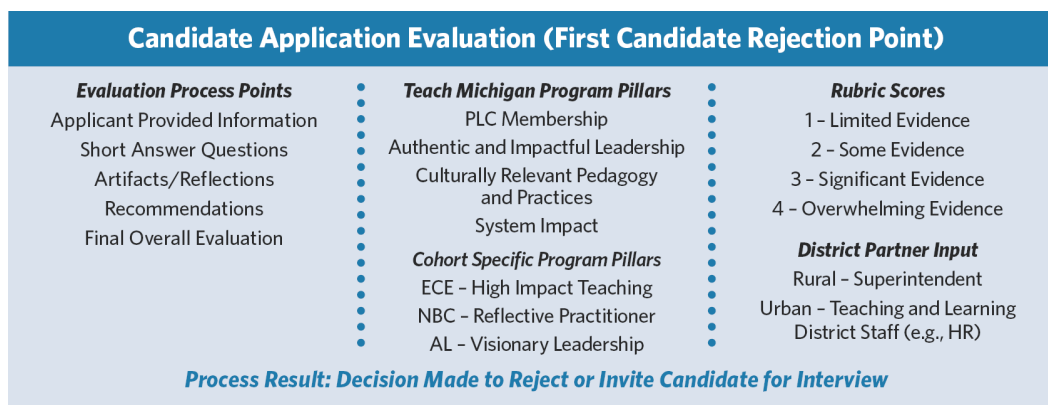 Candidate Application Evaluation (First Candidate Rejection Point)
Evaluation Process Points
Applicant Provided Information
Short Answer Questions
Artifacts/Reflections
Recommendations
Final Overall Evaluation
Teach Michigan Program Pillars
PLC Membership
Authentic and Impactful Leadership
Culturally Relevant Pedagogy
and Practices
System Impact
Cohort Specific Program Pillars
ECE – High Impact Teaching
NBC – Reflective Practitioner
AL – Visionary Leadership
Rubric Scores
1 – Limited Evidence
2 – Some Evidence
3 – Significant Evidence
4 – Overwhelming Evidence
District Partner Input
Rural – Superintendent
Urban – Teaching and Learning
District Staff (e.g., HR)
Process Result: Decision Made to Reject or Invite Candidate for Interview